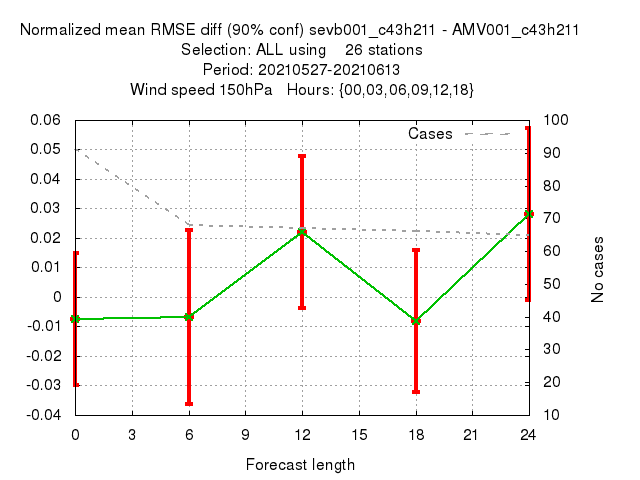 Normalized mean RMSE diff (90% conf) sevb001_c43h211 - AMV001_c43h211
Selection: ALL using    26 stations
Period: 20210527-20210613
Wind speed 150hPa   Hours: {00,03,06,09,12,18}
Cases
0.06
0.05
0.04
0.03
0.02
0.01
0
-0.01
-0.02
-0.03
-0.04
100
90
80
70
60
50
40
30
20
10
No cases
0 3 6 9 12 15 18 21 24
Forecast length